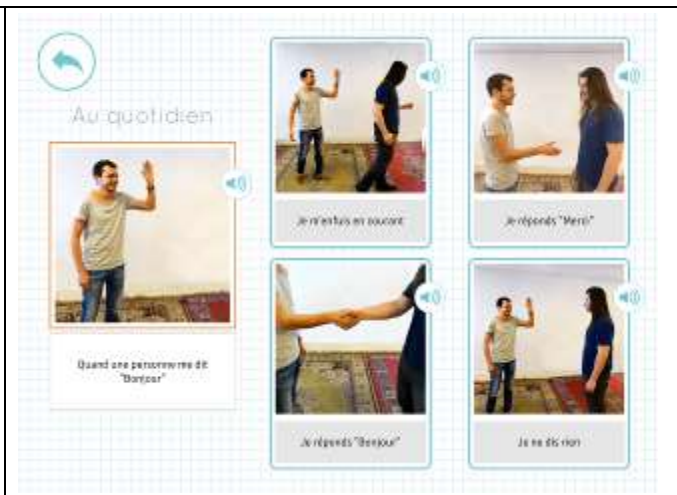 Au quotidien
Quand une personne me dit
"Bonjour"
Je m'enfuis en courant
Je réponds "Merci"
Je réponds "Bonjour"
Je ne dis rien